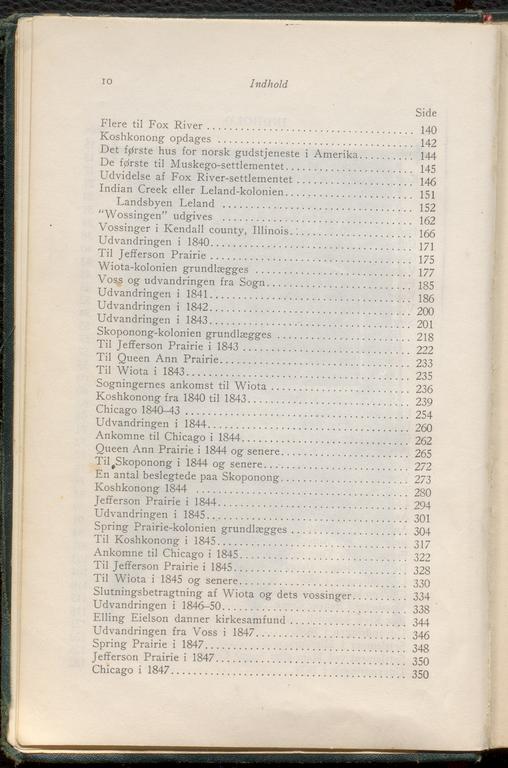 10 Indhold
Side
Flere til Fox River 140
Koshkonong opdages 142
Det første hus for norsk gudstjeneste i Amerika 144
De første til Muskego-settlementet 145
Udvidelse af Fox River-settlementet 146
Indian Creek eller Leland-kolonien 151
Landsbyen Leland 152
"Wossingen" udgives 162
Vossinger i Kendall county, Illinois 166
Udvandringen i 1840 171
Til Jefferson Prairie 175
Wiota-kolonien grundlægges 177
Voss og udvandringen fra Sogn 185
Udvandringen i 1841 186
Udvandringen i 1842 200
Udvandringen i 1843 201
Skoponong-kolonien grundlægges 218
Til Jefferson Prairie i 1843 222
Til Queen Ann Prairie 233
Til Wiota i 1843 235
Sogningernes ankomst til Wiota 236
Koshkonong fra 1840 til 1843 239
Chicago 1840–43 254
Udvandringen i 1844 260
Ankomne til Chicago i 1844 262
Queen Ann Prairie i 1844 og senere 265
Til Skoponong i 1844 og senere 272
En antal beslegtede paa Skoponong 273
Koshkonong 1844 280
Jefferson Prairie i 1844 294
Udvandringen i 1845 301
Spring Prairie-kolonien grundlægges 304
Til Koshkonong i 1845 317
Ankomne til Chicago i 1845 322
Til Jefferson Prairie i 1845 328
Til Wiota i 1845 og senere 330
Slutningsbetragtning af Wiota og dets vossinger 334
Udvandringen i 1846–50 338
Elling Eielson danner kirkesamfund 344
Udvandringen fra Voss i 1847 346
Spring Prairie i 1847 348
Jefferson Prairie i 1847 350
Chicago i 1847 350